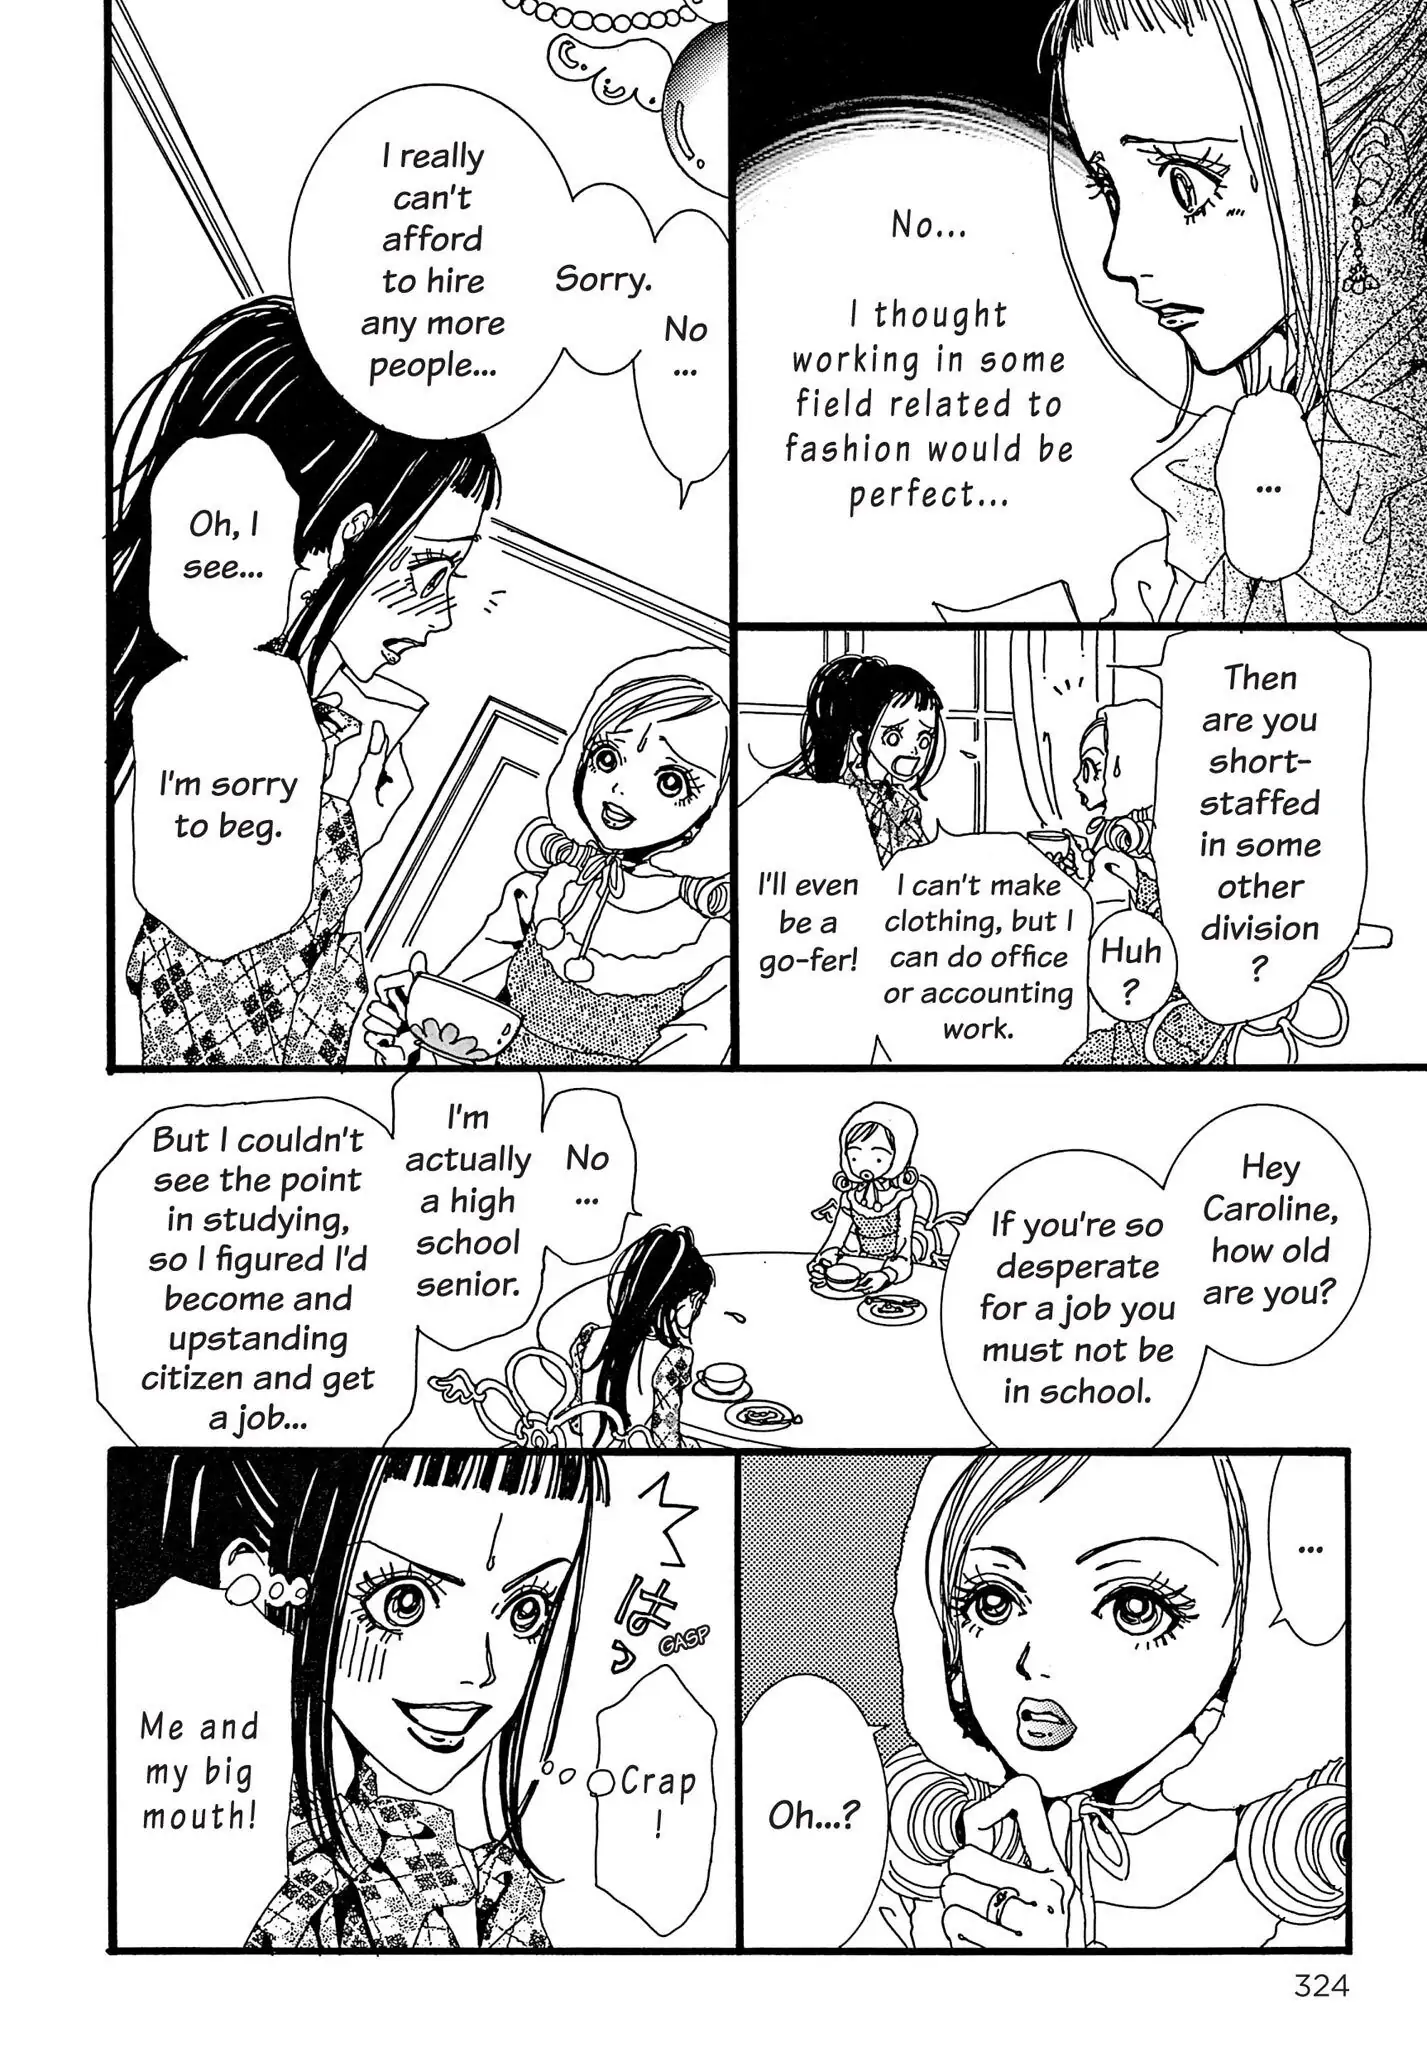 No...
I thought
working in some
field related to
fashion would be
perfect...
...
No
...
Sorry.
I really
can't
afford
to hire
any more
people...
Oh, I
see...
I'm sorry
to beg.
Then
are you
short-
staffed
in some
other
division
?
Huh
?
I can't make
clothing, but I
can do office
or accounting
work.
I'll even
be a
go-fer!
Hey
Caroline,
how old
are you?
If you're so
desperate
for a job you
must not be
in school.
No
...
I'm
actually
a high
school
senior.
But I couldn't
see the point
in studying,
so I figured I'd
become and
upstanding
citizen and get
a job...
...
Oh...?
はっ
GASP
Crap
!
Me and
my big
mouth!
324